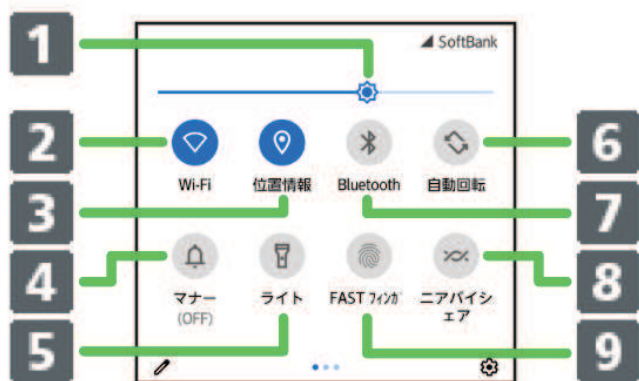 1
SoftBank
2
6
Wi-Fi
位置情報
Bluetooth
自動回転
3
7
4
8
マナー
(OFF)
ライト
FAST フィンガ
ニアバイシ
ェア
5
9